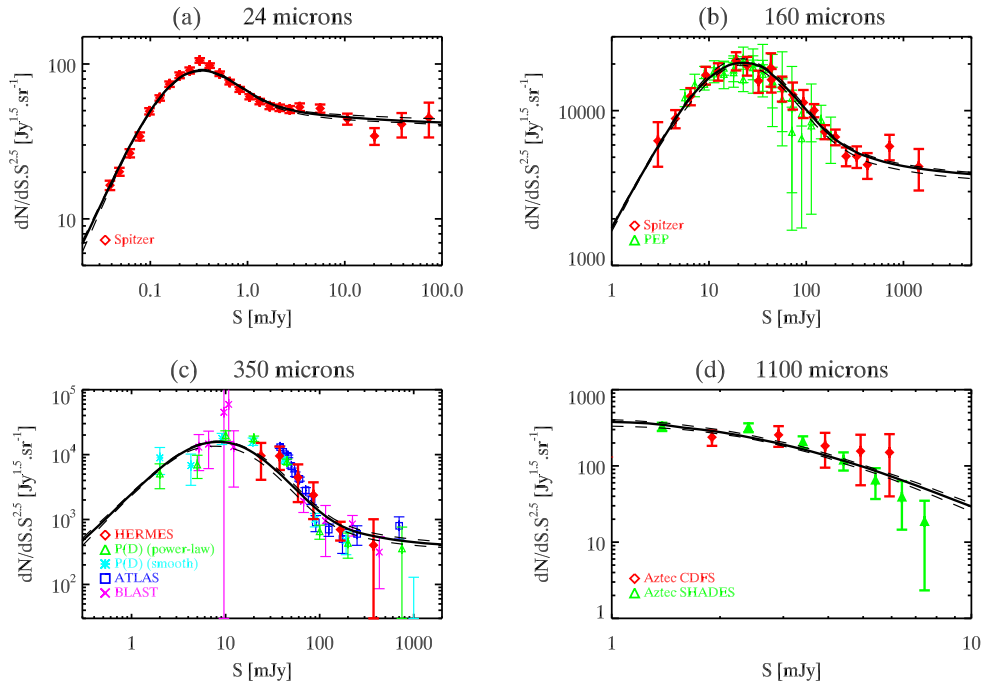 (a) 24 microns
dN/dS.S^2.5 [Jy^1.5 .sr^-1]
100
10
Spitzer
0.1 1.0 10.0 100.0
S [mJy]
(b) 160 microns
dN/dS.S^2.5 [Jy^1.5 .sr^-1]
10000
1000
Spitzer
PEP
1 10 100 1000
S [mJy]
(c) 350 microns
dN/dS.S^2.5 [Jy^1.5 .sr^-1]
10^5
10^4
10^3
10^2
HERMES
P(D) (power-law)
P(D) (smooth)
ATLAS
BLAST
1 10 100 1000
S [mJy]
(d) 1100 microns
dN/dS.S^2.5 [Jy^1.5 .sr^-1]
1000
100
10
1
Aztec CDFS
Aztec SHADES
1 10
S [mJy]